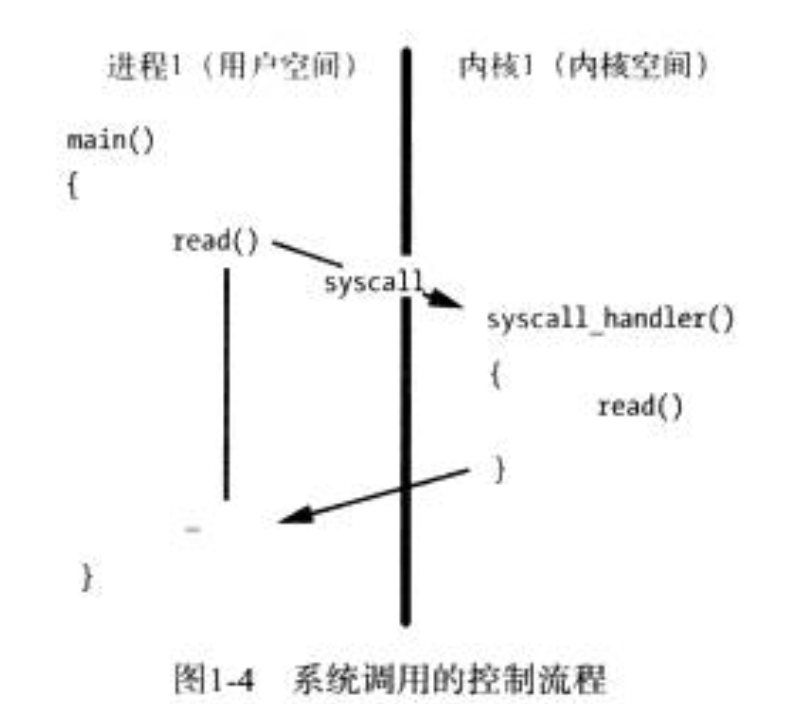 进程1（用户空间）
内核1（内核空间）
main()
{
read()
syscall
syscall_handler()
{
read()
}
}
图1-4 系统调用的控制流程